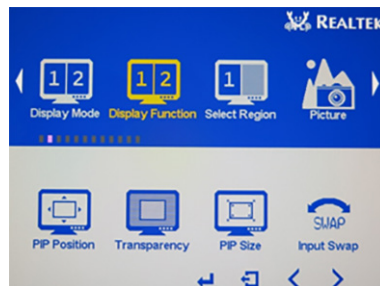 REALTEK
1 2
1 2
1
Display Mode
Display Function
Select Region
Picture
PIP Position
Transparency
PIP Size
SWAP
Input Swap